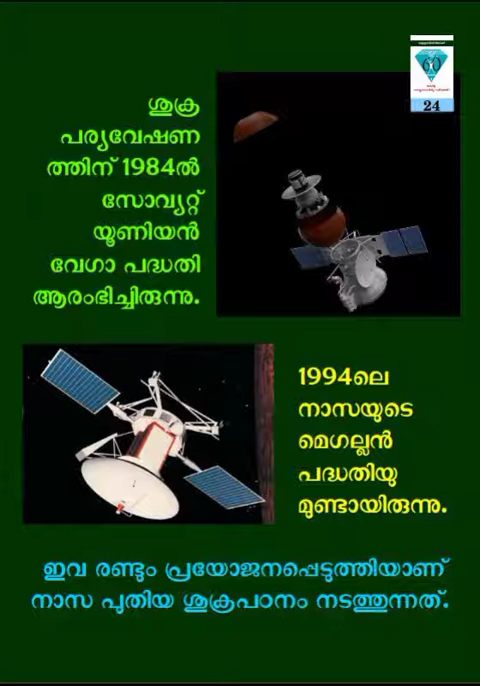 60
24
ശുക്ര
പര്യവേഷണ
ത്തിന് 1984ൽ
സോവ്യറ്റ്
യൂണിയൻ
വേഗാ പദ്ധതി
ആരംഭിച്ചിരുന്നു.
1994ലെ
നാസയുടെ
മെഗല്ലൻ
പദ്ധതിയു
മുണ്ടായിരുന്നു.
ഇവ രണ്ടും പ്രയോജനപ്പെടുത്തിയാണ്
നാസ പുതിയ ശുക്രപഠനം നടത്തുന്നത്.